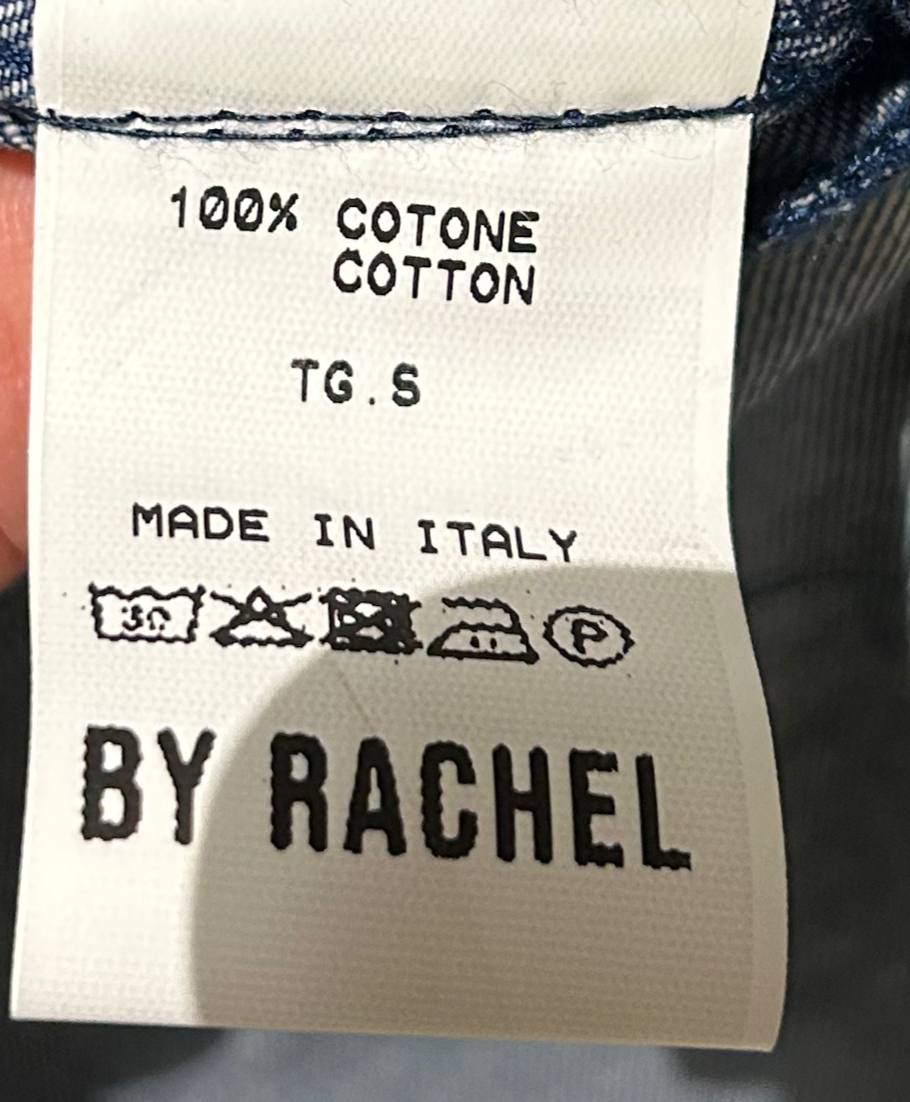 100% COTONE
COTTON
TG.S
MADE IN ITALY
30 P
BY RACHEL